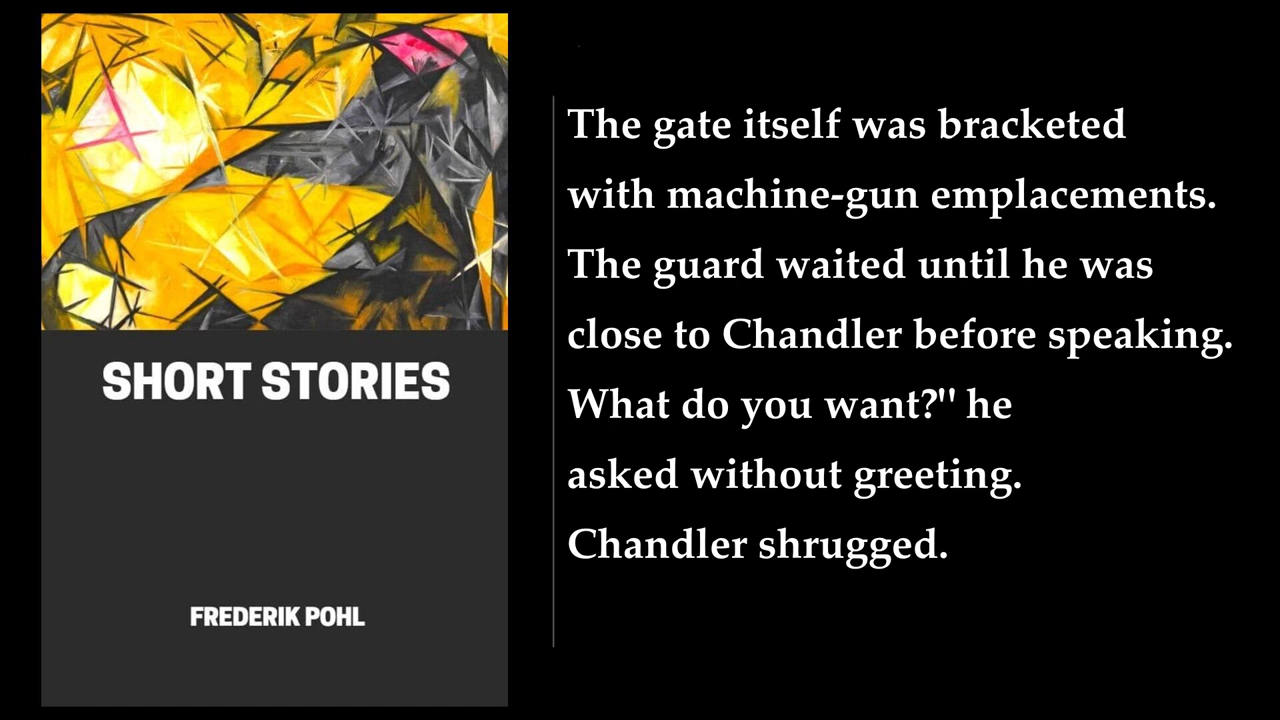 SHORT STORIES
FREDERIK POHL
The gate itself was bracketed
with machine-gun emplacements.
The guard waited until he was
close to Chandler before speaking.
What do you want?" he
asked without greeting.
Chandler shrugged.